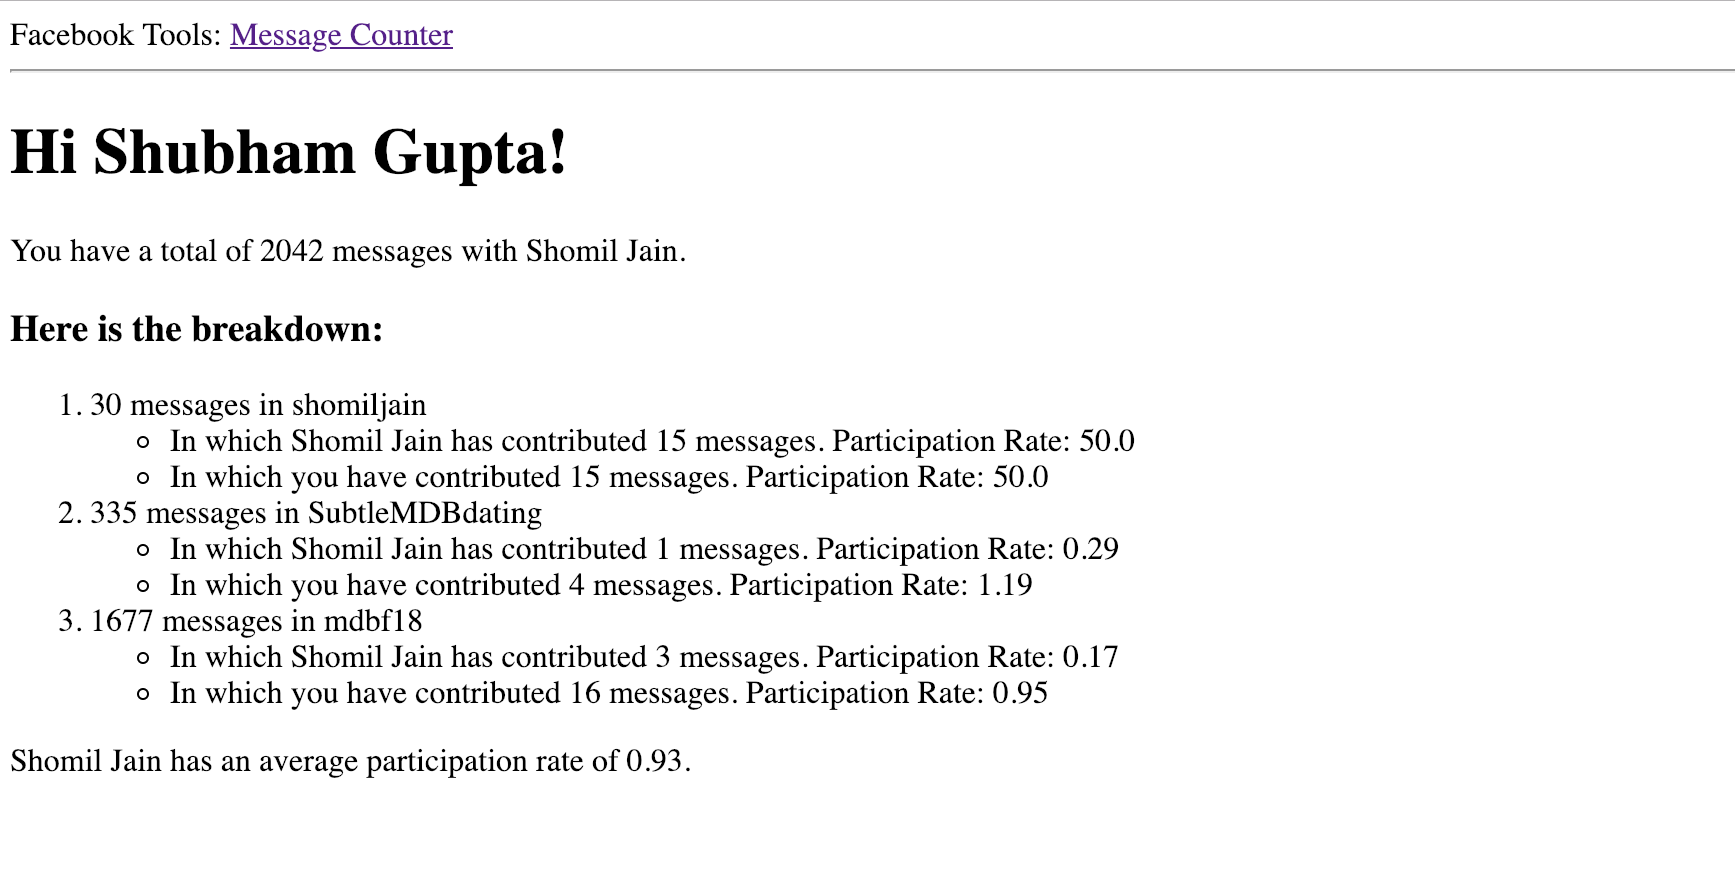 Facebook Tools: Message Counter
Hi Shubham Gupta!
You have a total of 2042 messages with Shomil Jain.
Here is the breakdown:
1. 30 messages in shomiljain
In which Shomil Jain has contributed 15 messages. Participation Rate: 50.0
In which you have contributed 15 messages. Participation Rate: 50.0
2. 335 messages in SubtleMDBdating
In which Shomil Jain has contributed 1 messages. Participation Rate: 0.29
In which you have contributed 4 messages. Participation Rate: 1.19
3. 1677 messages in mdbf18
In which Shomil Jain has contributed 3 messages. Participation Rate: 0.17
In which you have contributed 16 messages. Participation Rate: 0.95
Shomil Jain has an average participation rate of 0.93.